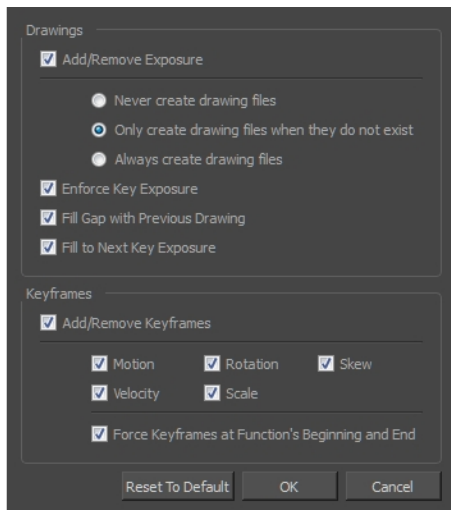 Drawings
Add/Remove Exposure
Never create drawing files
Only create drawing files when they do not exist
Always create drawing files
Enforce Key Exposure
Fill Gap with Previous Drawing
Fill to Next Key Exposure
Keyframes
Add/Remove Keyframes
Motion Rotation Skew
Velocity Scale
Force Keyframes at Function's Beginning and End
Reset To Default OK Cancel